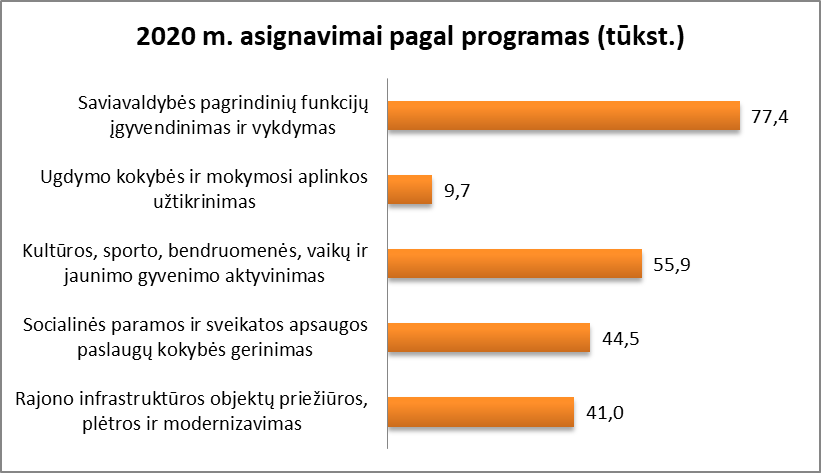 2020 m. asignavimai pagal programas (tūkst.)
Saviavaldybės pagrindinių funkcijų
įgyvendinimas ir vykdymas
77,4
Ugdymo kokybės ir mokymosi aplinkos
užtikrinimas
9,7
Kultūros, sporto, bendruomenės, vaikų ir
jaunimo gyvenimo aktyvinimas
55,9
Socialinės paramos ir sveikatos apsaugos
paslaugų kokybės gerinimas
44,5
Rajono infrastruktūros objektų priežiūros,
plėtros ir modernizavimas
41,0